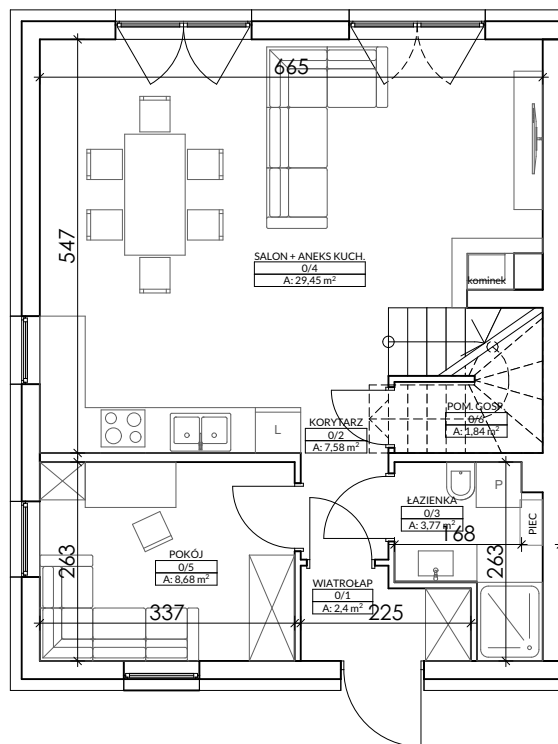 665
547
SALON + ANEKS KUCH.
0/4
A: 29,45 m²
kominek
L
KORYTARZ
0/2
A: 7,58 m²
POM. GOSP.
0/6
A: 1,84 m²
ŁAZIENKA
0/3
A: 3,77 m²
P
168
PIEC
263
263
POKÓJ
0/5
A: 8,68 m²
WIATROŁAP
0/1
A: 2,4 m²
337
225